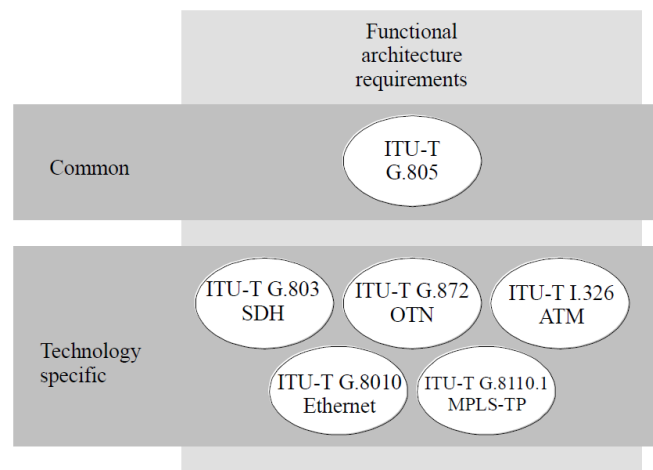 Functional
architecture
requirements
Common
ITU-T
G.805
Technology
specific
ITU-T G.803
SDH
ITU-T G.872
OTN
ITU-T I.326
ATM
ITU-T G.8010
Ethernet
ITU-T G.8110.1
MPLS-TP